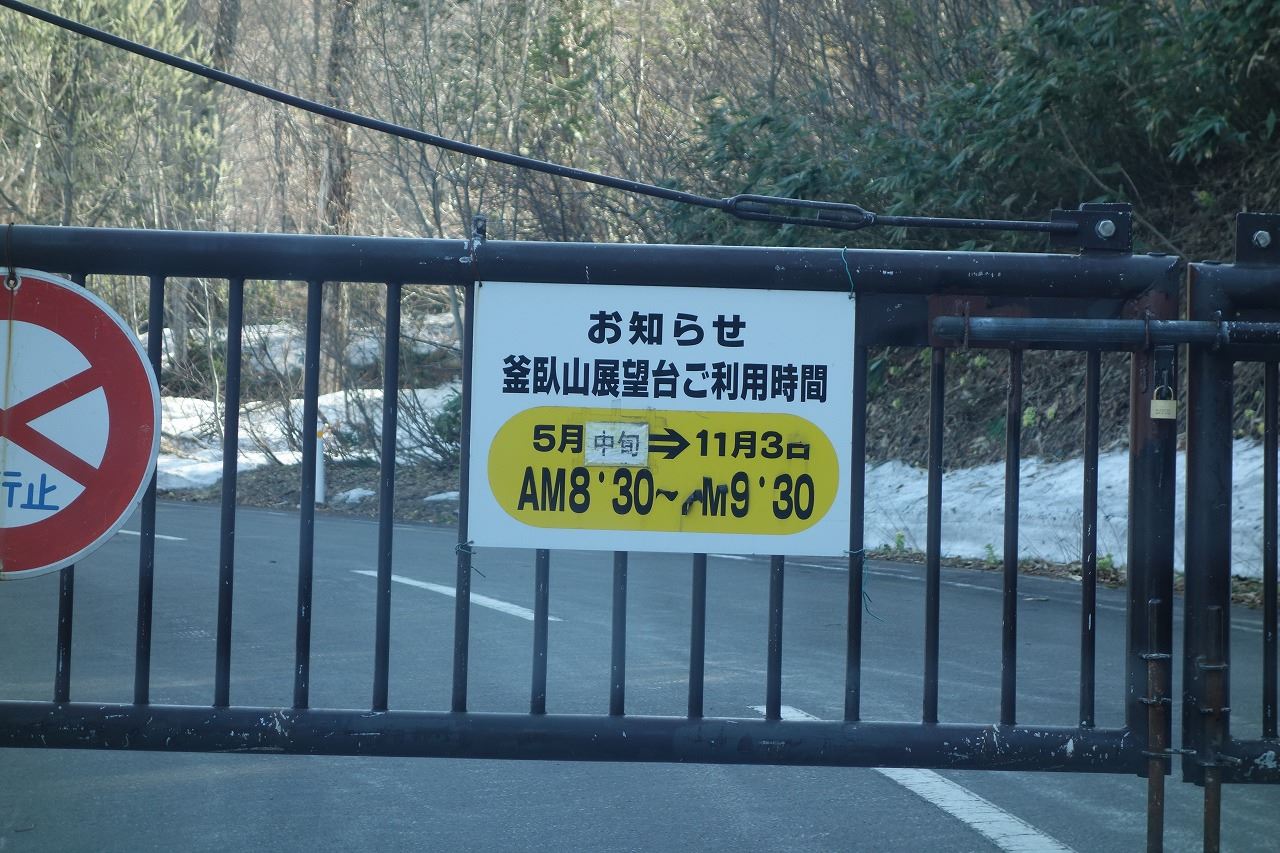 お知らせ
釜臥山展望台ご利用時間
5月中旬⇒11月3日
AM8:30~PM9:30
行止